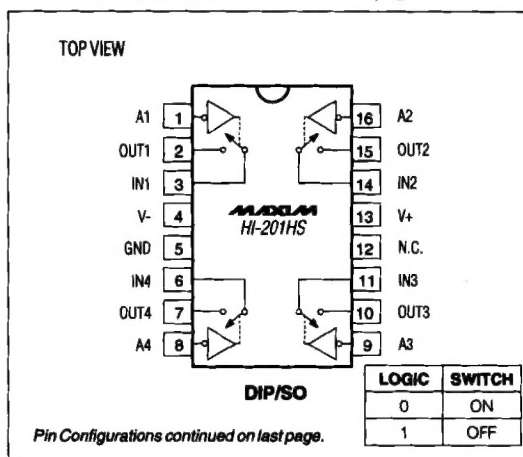 TOP VIEW
A1 1 16 A2
OUT1 2 15 OUT2
IN1 3 14 IN2
V- 4 MAXIM 13 V+
HI-201HS
GND 5 12 N.C.
IN4 6 11 IN3
OUT4 7 10 OUT3
A4 8 9 A3
DIP/SO
LOGIC SWITCH
0 ON
1 OFF
Pin Configurations continued on last page.